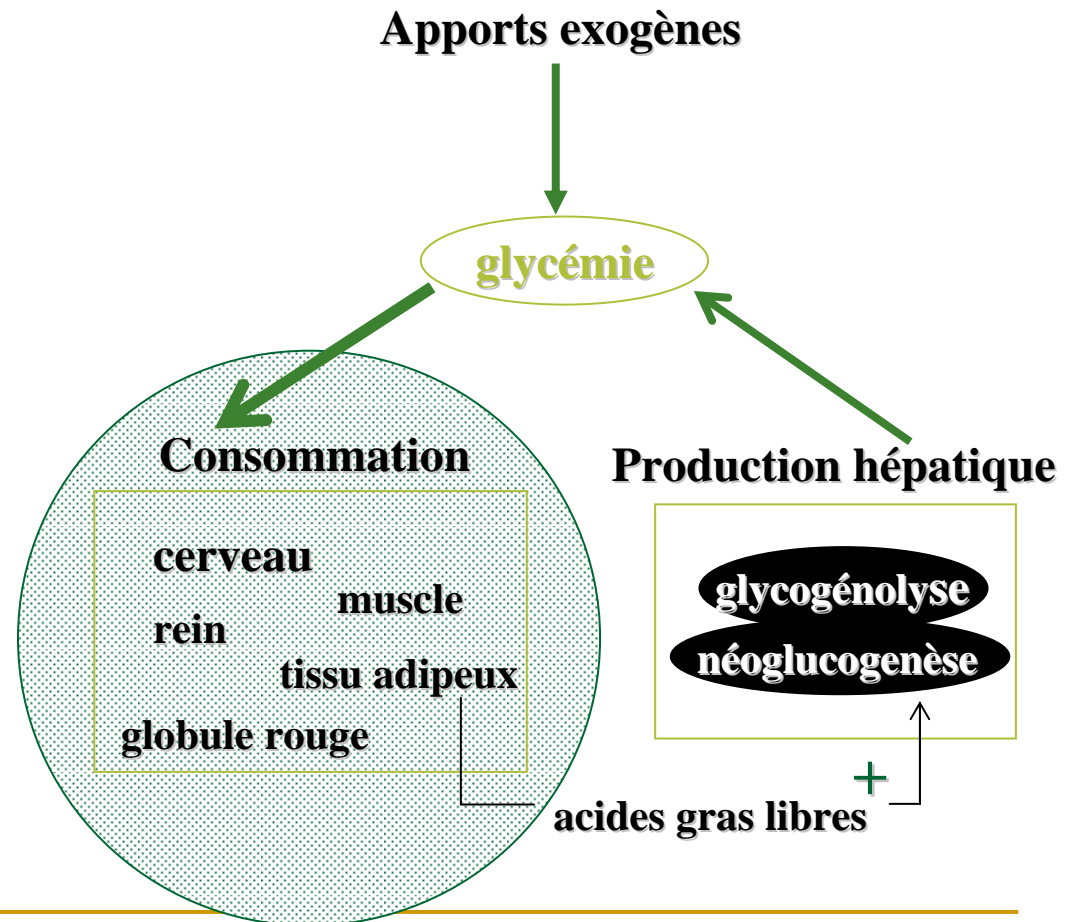 Apports exogènes
glycémie
Consommation
cerveau
muscle
rein
tissu adipeux
globule rouge
Production hépatique
glycogénolyse
néoglucogenèse
+
acides gras libres